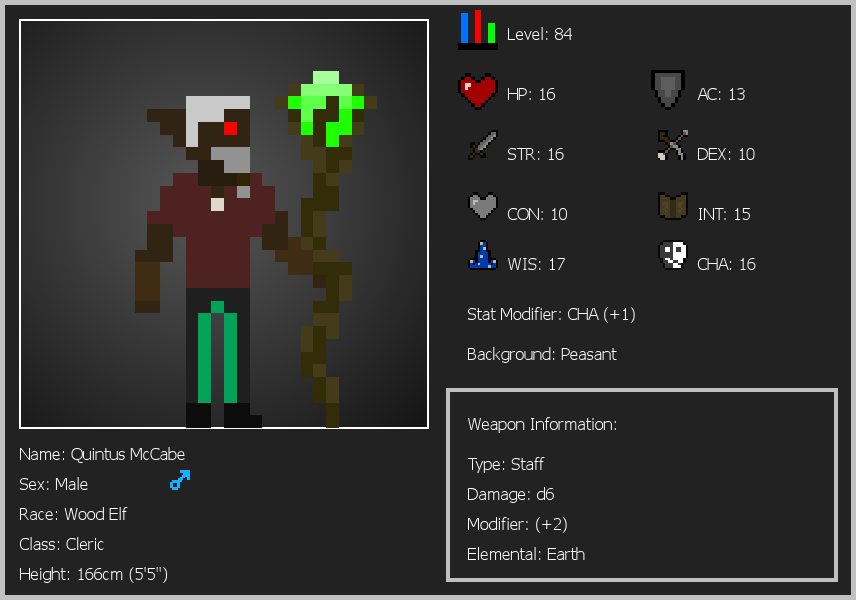 Level: 84
HP: 16
AC: 13
STR: 16
DEX: 10
CON: 10
INT: 15
WIS: 17
CHA: 16
Stat Modifier: CHA (+1)
Background: Peasant
Weapon Information:
Type: Staff
Damage: d6
Modifier: (+2)
Elemental: Earth
Name: Quintus McCabe
Sex: Male
Race: Wood Elf
Class: Cleric
Height: 166cm (5'5")